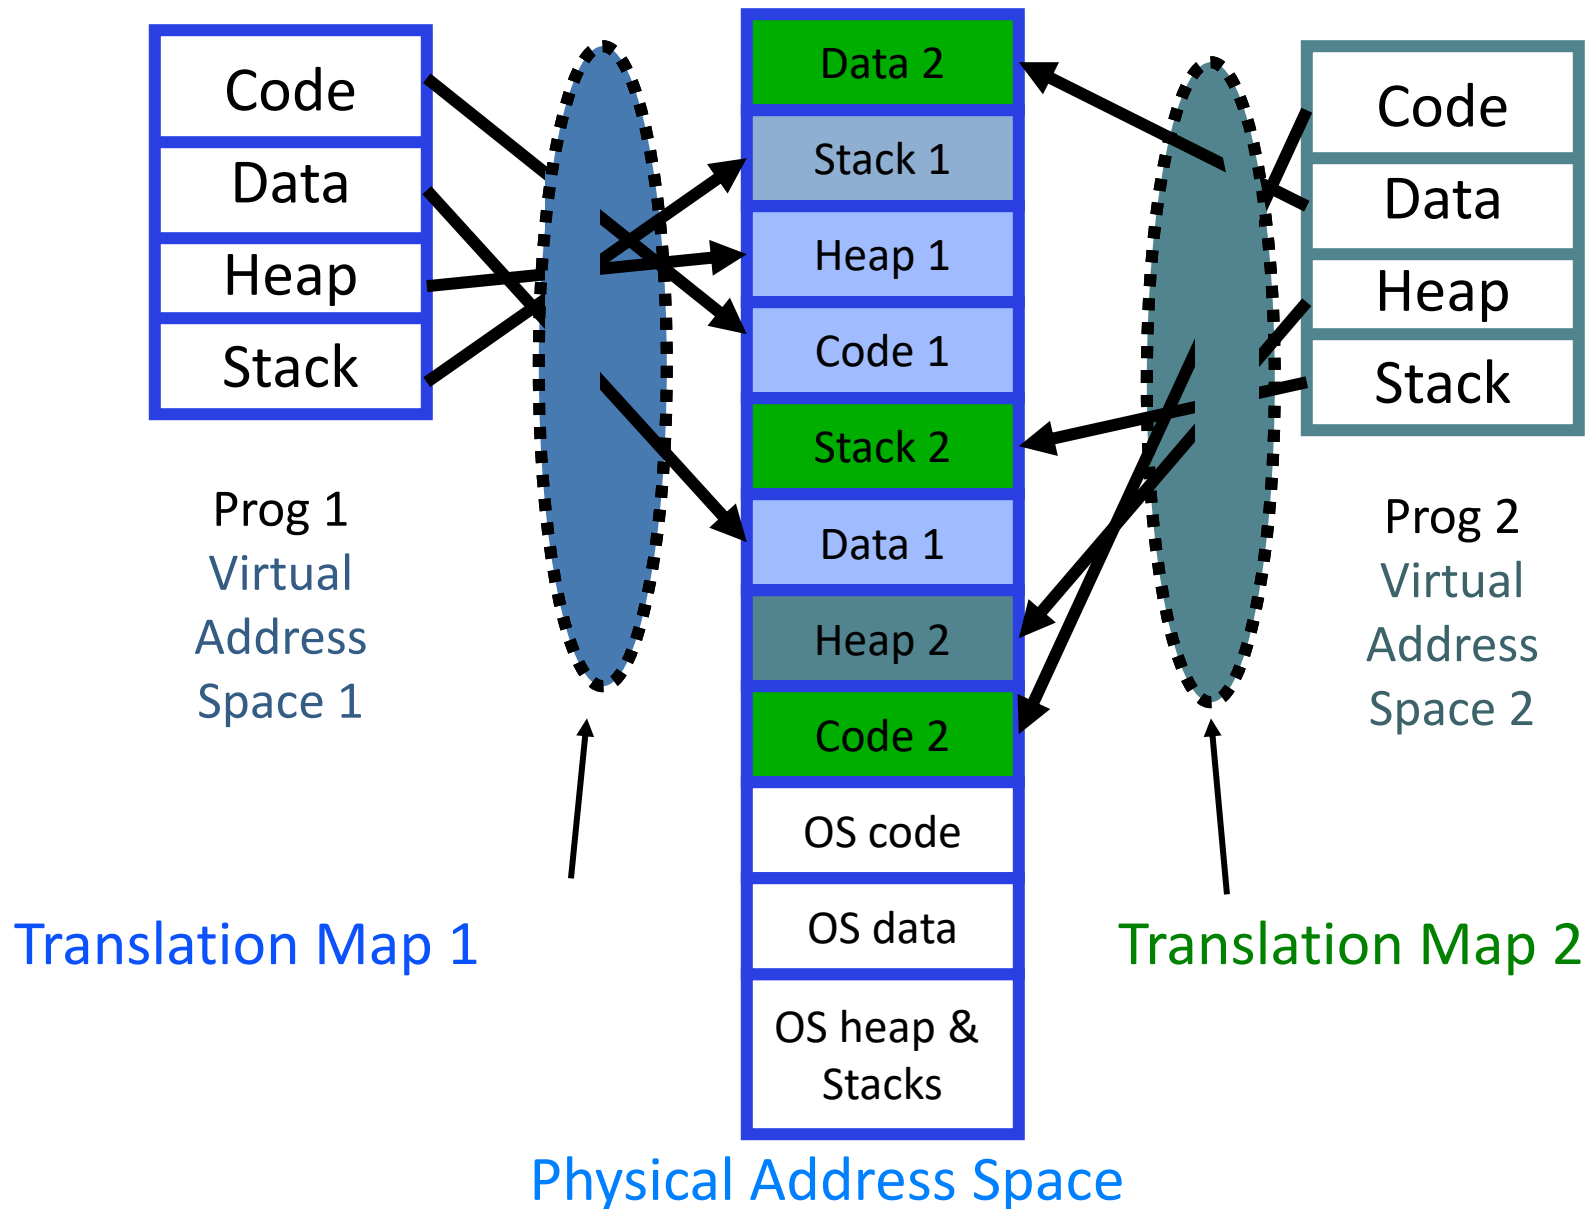 Code
Data
Heap
Stack
Prog 1
Virtual
Address
Space 1
Translation Map 1
Data 2
Stack 1
Heap 1
Code 1
Stack 2
Data 1
Heap 2
Code 2
OS code
OS data
OS heap &
Stacks
Physical Address Space
Code
Data
Heap
Stack
Prog 2
Virtual
Address
Space 2
Translation Map 2